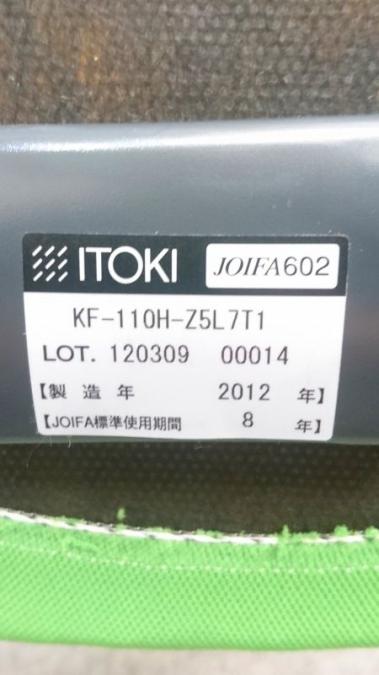 ITOKI JOIFA602
KF-110H-Z5L7T1
LOT. 120309 00014
【製造年 2012 年】
【JOIFA標準使用期間 8 年】